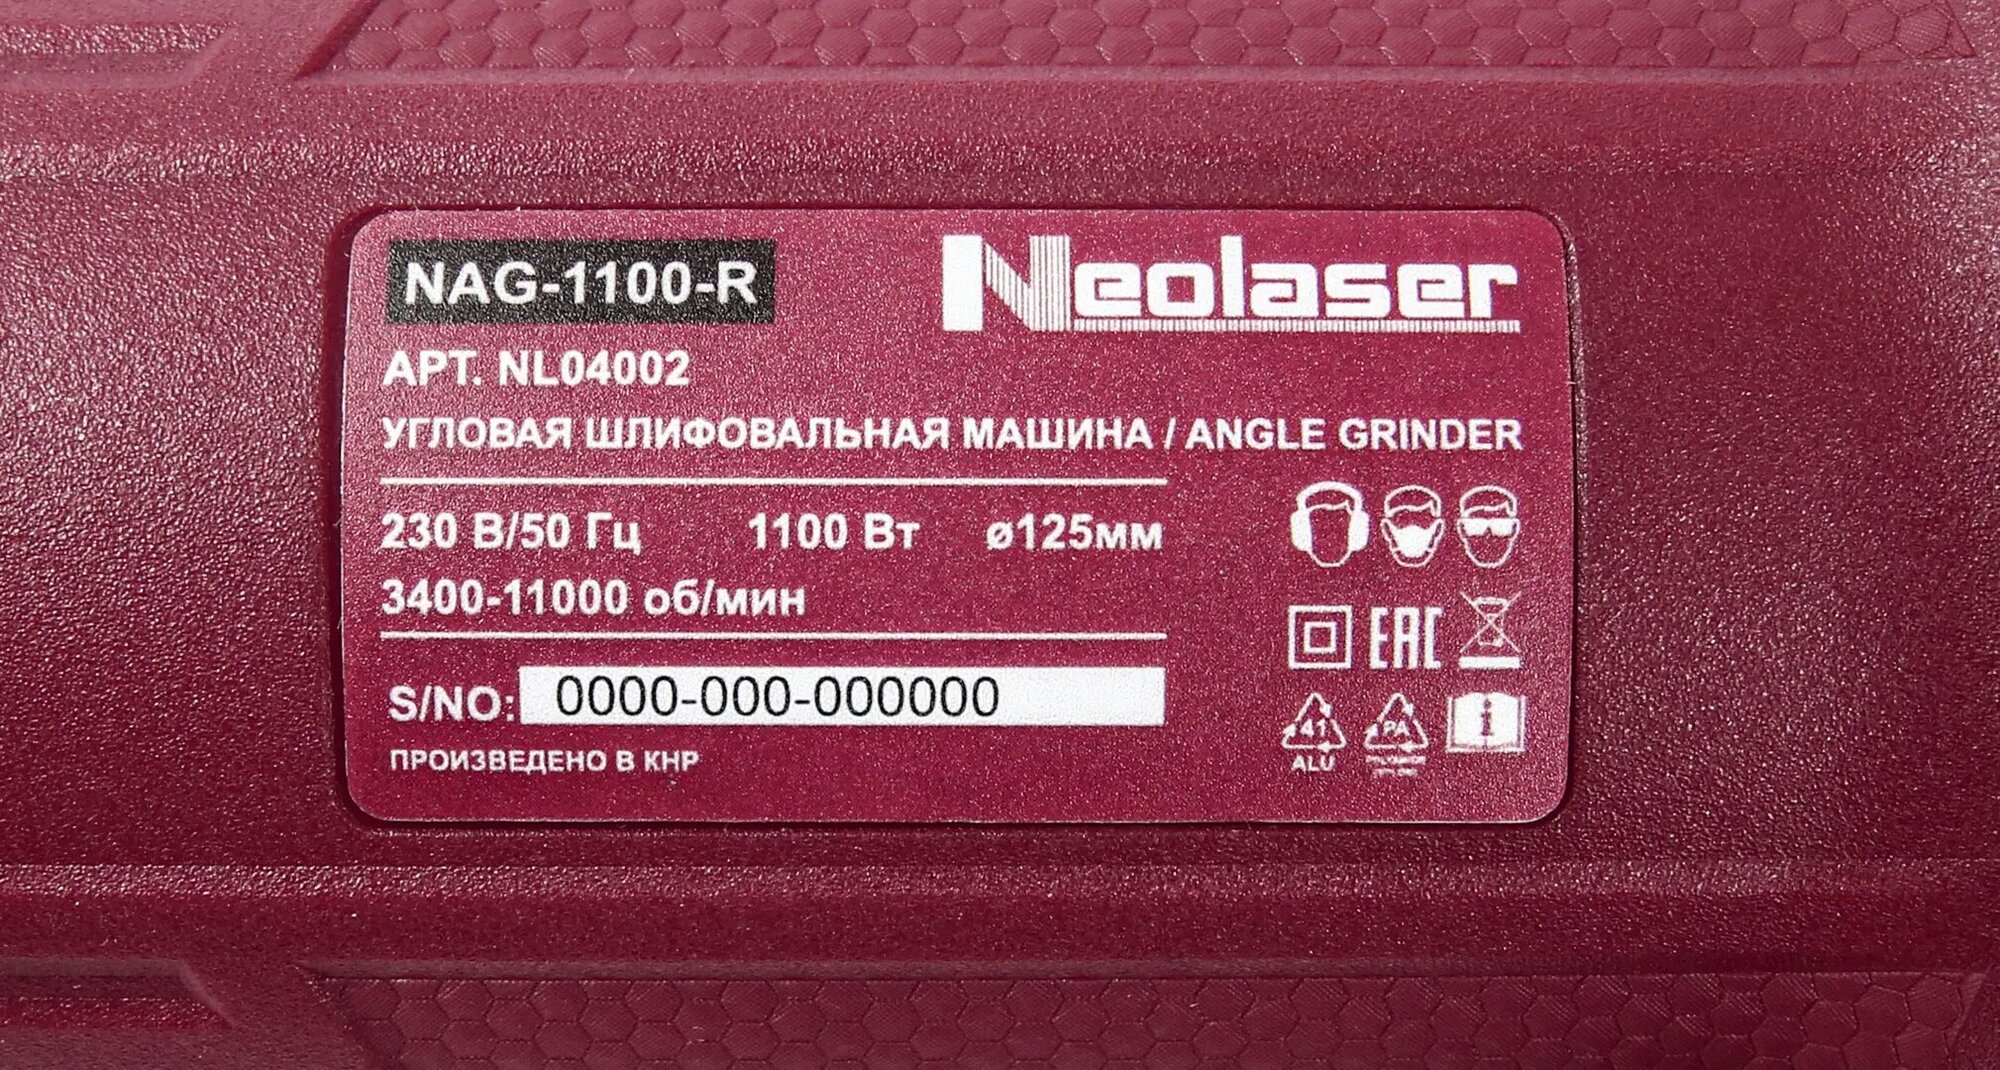 NAG-1100-R
Neolaser
АРТ. NL04002
УГЛОВАЯ ШЛИФОВАЛЬНАЯ МАШИНА / ANGLE GRINDER
230 В/50 Гц 1100 Вт ø125мм
3400-11000 об/мин
EAC
S/NO: 0000-000-000000
41 PA i
ALU
ПРОИЗВЕДЕНО В КНР